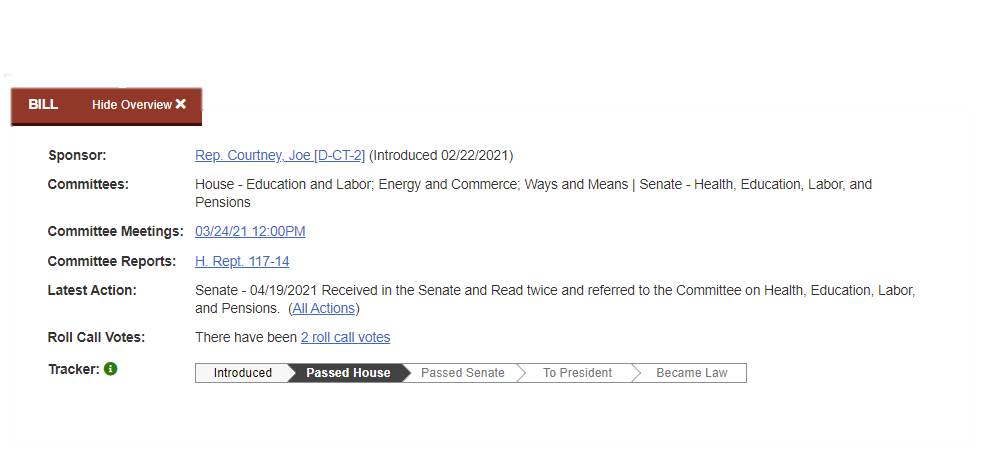 BILL Hide Overview ×
Sponsor: Rep. Courtney, Joe [D-CT-2] (Introduced 02/22/2021)
Committees: House - Education and Labor; Energy and Commerce; Ways and Means | Senate - Health, Education, Labor, and
Pensions
Committee Meetings: 03/24/21 12:00PM
Committee Reports: H. Rept. 117-14
Latest Action: Senate - 04/19/2021 Received in the Senate and Read twice and referred to the Committee on Health, Education, Labor,
and Pensions. (All Actions)
Roll Call Votes: There have been 2 roll call votes
Tracker: Introduced Passed House Passed Senate To President Became Law